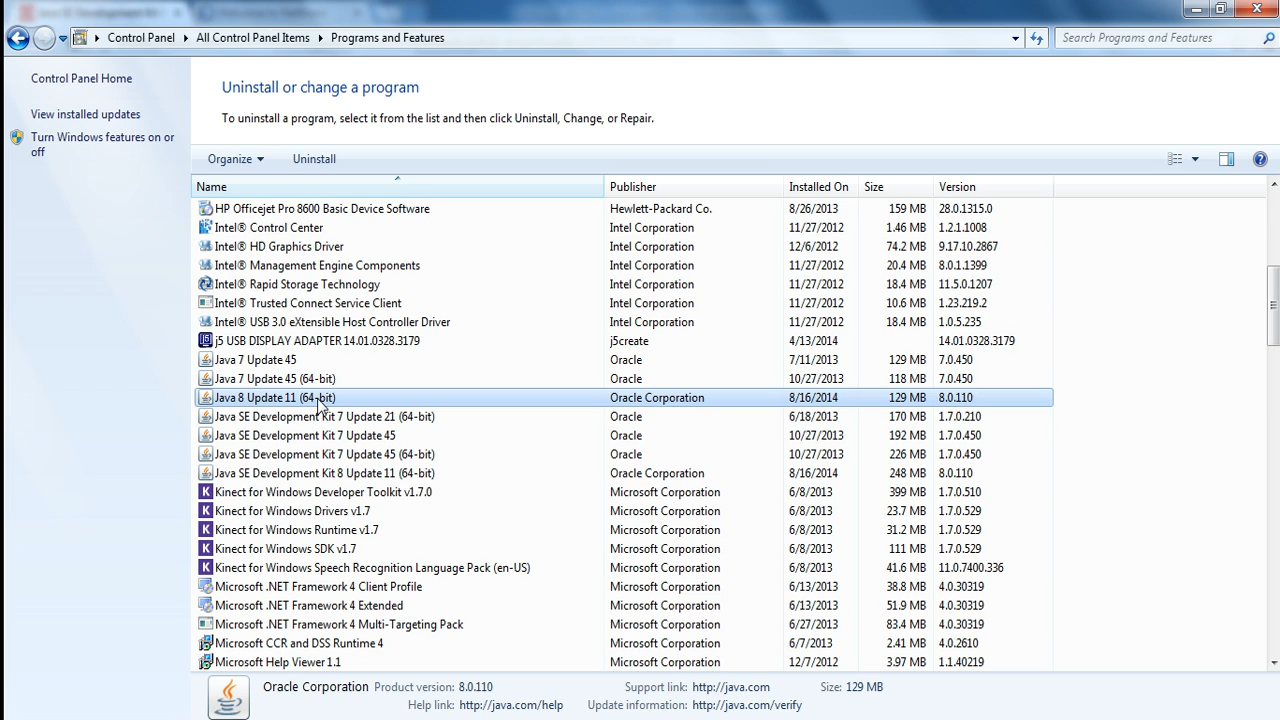 Java SE Development Kit
Control Panel All Control Panel Items Programs and Features Search Programs and Features
Control Panel Home
View installed updates
Turn Windows features on or
off
Uninstall or change a program
To uninstall a program, select it from the list and then click Uninstall, Change, or Repair.
Organize Uninstall
Name Publisher Installed On Size Version
HP Officejet Pro 8600 Basic Device Software Hewlett-Packard Co. 8/26/2013 159 MB 28.0.1315.0
Intel® Control Center Intel Corporation 11/27/2012 1.46 MB 1.2.1.1008
Intel® HD Graphics Driver Intel Corporation 12/6/2012 74.2 MB 9.17.10.2867
Intel® Management Engine Components Intel Corporation 11/27/2012 20.4 MB 8.0.1.1399
Intel® Rapid Storage Technology Intel Corporation 11/27/2012 18.4 MB 11.5.0.1207
Intel® Trusted Connect Service Client Intel Corporation 11/27/2012 10.6 MB 1.23.219.2
Intel® USB 3.0 eXtensible Host Controller Driver Intel Corporation 11/27/2012 18.4 MB 1.0.5.235
j5 USB DISPLAY ADAPTER 14.01.0328.3179 j5create 4/13/2014 14.01.0328.3179
Java 7 Update 45 Oracle 7/11/2013 129 MB 7.0.450
Java 7 Update 45 (64-bit) Oracle 10/27/2013 118 MB 7.0.450
Java 8 Update 11 (64-bit) Oracle Corporation 8/16/2014 129 MB 8.0.110
Java SE Development Kit 7 Update 21 (64-bit) Oracle 6/18/2013 170 MB 1.7.0.210
Java SE Development Kit 7 Update 45 Oracle 10/27/2013 192 MB 1.7.0.450
Java SE Development Kit 7 Update 45 (64-bit) Oracle 10/27/2013 226 MB 1.7.0.450
Java SE Development Kit 8 Update 11 (64-bit) Oracle Corporation 8/16/2014 248 MB 8.0.110
Kinect for Windows Developer Toolkit v1.7.0 Microsoft Corporation 6/8/2013 399 MB 1.7.0.510
Kinect for Windows Drivers v1.7 Microsoft Corporation 6/8/2013 23.7 MB 1.7.0.529
Kinect for Windows Runtime v1.7 Microsoft Corporation 6/8/2013 31.2 MB 1.7.0.529
Kinect for Windows SDK v1.7 Microsoft Corporation 6/8/2013 111 MB 1.7.0.529
Kinect for Windows Speech Recognition Language Pack (en-US) Microsoft Corporation 6/8/2013 41.6 MB 11.0.7400.336
Microsoft .NET Framework 4 Client Profile Microsoft Corporation 6/13/2013 38.8 MB 4.0.30319
Microsoft .NET Framework 4 Extended Microsoft Corporation 6/13/2013 51.9 MB 4.0.30319
Microsoft .NET Framework 4 Multi-Targeting Pack Microsoft Corporation 6/27/2013 83.4 MB 4.0.30319
Microsoft CCR and DSS Runtime 4 Microsoft Corporation 6/7/2013 2.41 MB 4.0.2610
Microsoft Help Viewer 1.1 Microsoft Corporation 12/7/2012 3.97 MB 1.1.40219
Oracle Corporation Product version: 8.0.110 Support link: http://java.com Size: 129 MB
Help link: http://java.com/help Update information: http://java.com/verify